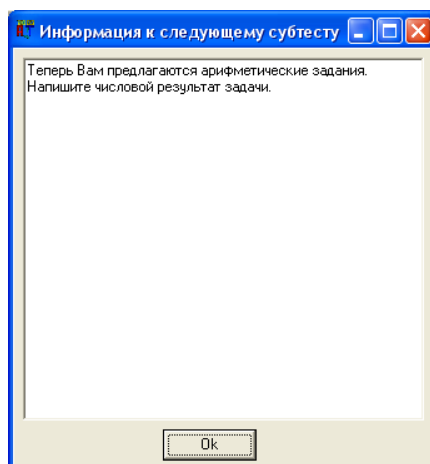 Информация к следующему субтесту
Теперь Вам предлагаются арифметические задания.
Напишите числовой результат задачи.
Ok